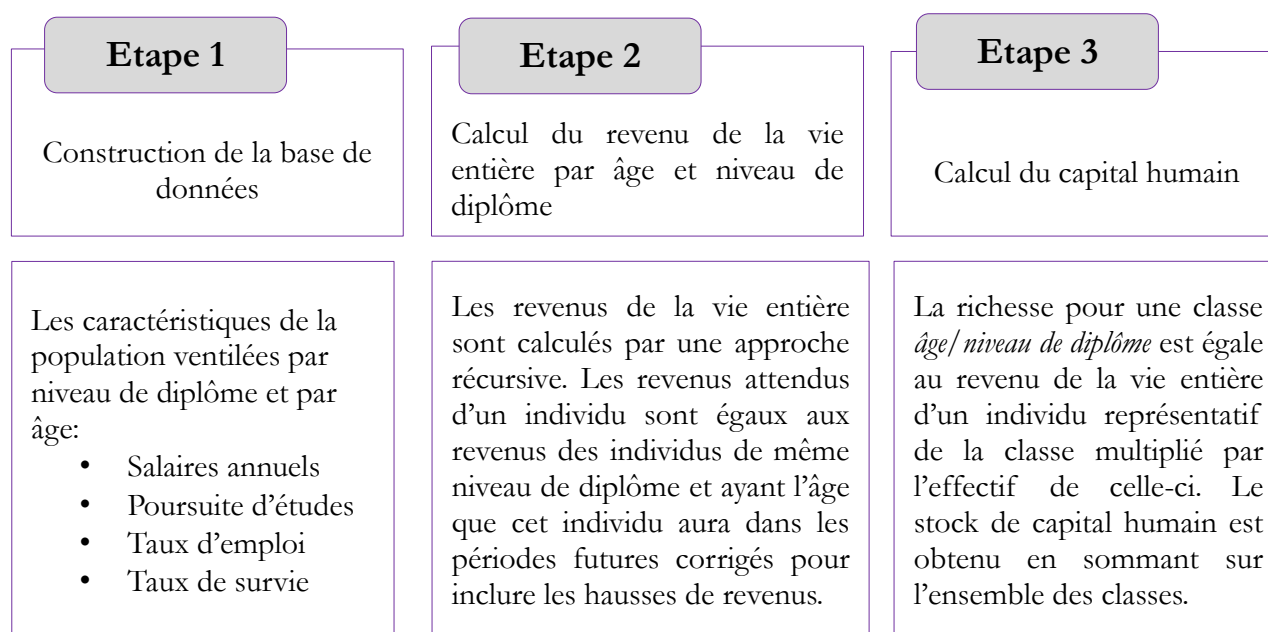 Etape 1
Construction de la base de
données
Etape 2
Calcul du revenu de la vie
entière par âge et niveau de
diplôme
Etape 3
Calcul du capital humain
Les caractéristiques de la
population ventilées par
niveau de diplôme et par
âge:
• Salaires annuels
• Poursuite d’études
• Taux d’emploi
• Taux de survie
Les revenus de la vie entière
sont calculés par une approche
récursive. Les revenus attendus
d’un individu sont égaux aux
revenus des individus de même
niveau de diplôme et ayant l’âge
que cet individu aura dans les
périodes futures corrigés pour
inclure les hausses de revenus.
La richesse pour une classe
âge/niveau de diplôme est égale
au revenu de la vie entière
d’un individu représentatif
de la classe multiplié par
l’effectif de celle-ci. Le
stock de capital humain est
obtenu en sommant sur
l’ensemble des classes.